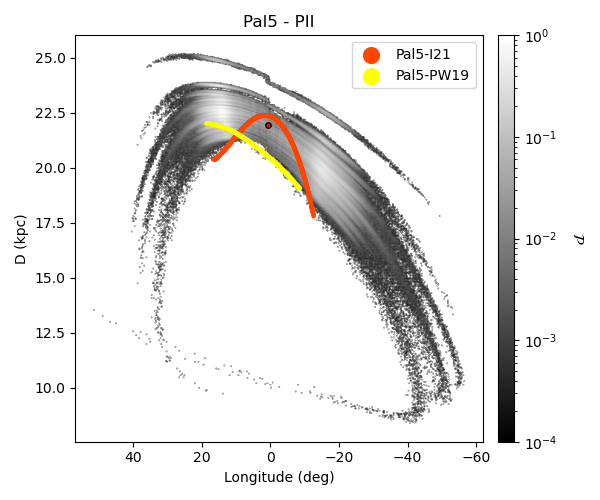 Pal5 - PII
Pal5-I21
Pal5-PW19
25.0
22.5
20.0
17.5
15.0
12.5
10.0
D (kpc)
40 20 0 −20 −40 −60
Longitude (deg)
10⁰
10⁻¹
10⁻²
10⁻³
10⁻⁴
𝒫